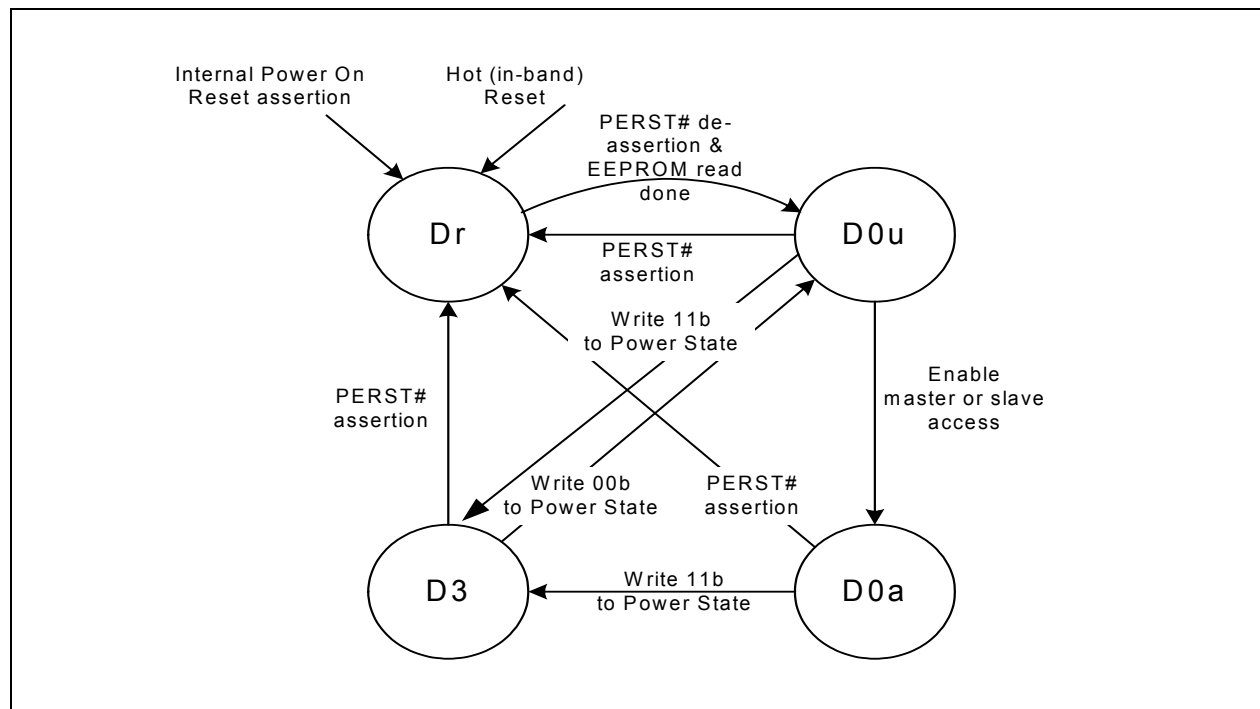 Internal Power On
Reset assertion
Hot (in-band)
Reset
PERST# de-
assertion &
EEPROM read
done
Dr
D0u
PERST#
assertion
Write 11b
to Power State
PERST#
assertion
Enable
master or slave
access
Write 00b
to Power State
PERST#
assertion
D3
Write 11b
to Power State
D0a